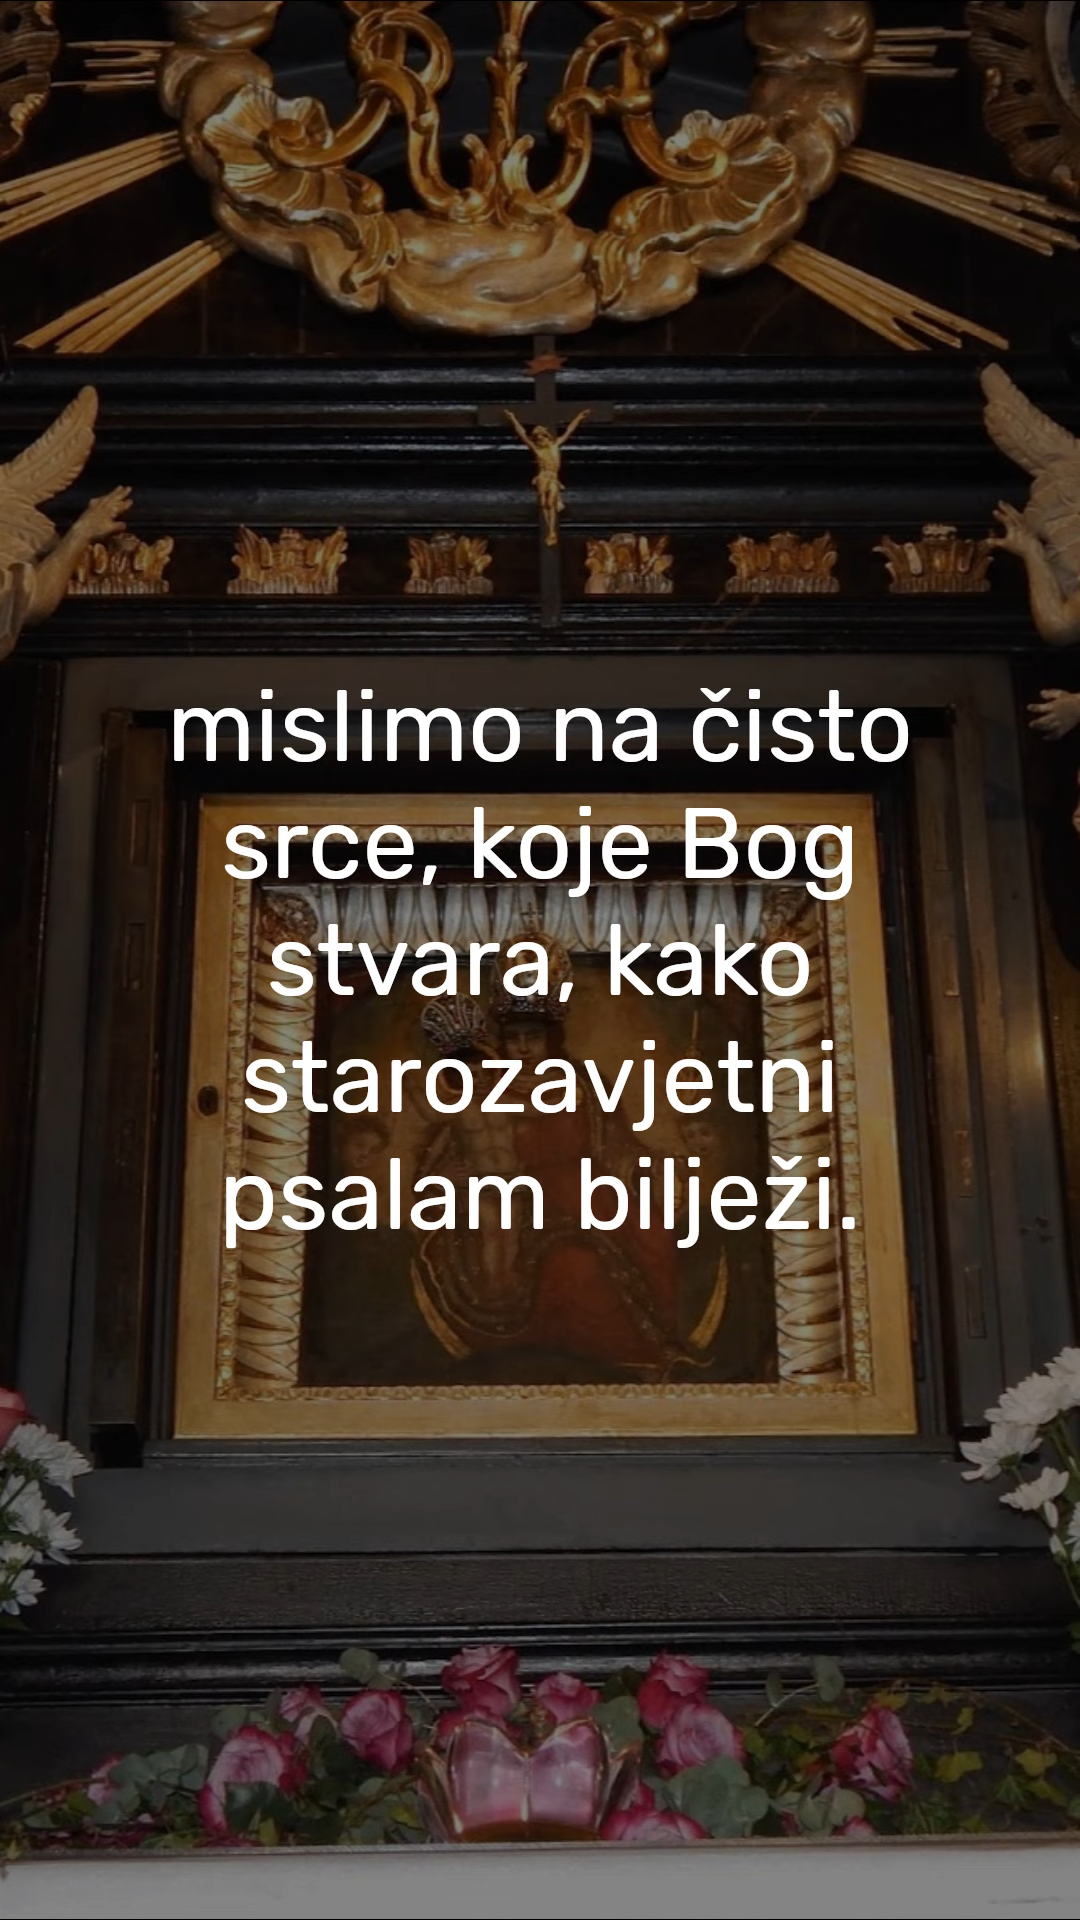 mislimo na čisto
srce, koje Bog
stvara, kako
starozavjetni
psalam bilježi.